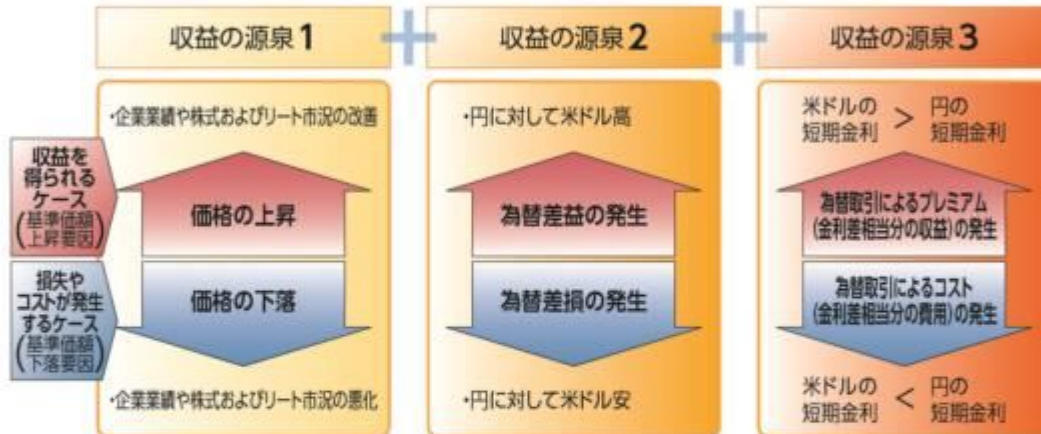 収益の源泉1
+
収益の源泉2
+
収益の源泉3
収益を
得られる
ケース
(基準価額
上昇要因)
損失や
コストが発生
するケース
(基準価額
下落要因)
・企業業績や株式およびリート市況の改善
価格の上昇
価格の下落
・企業業績や株式およびリート市況の悪化
・円に対して米ドル高
為替差益の発生
為替差損の発生
・円に対して米ドル安
米ドルの
短期金利
>
円の
短期金利
為替取引によるプレミアム
(金利差相当分の収益)の発生
為替取引によるコスト
(金利差相当分の費用)の発生
米ドルの
短期金利
<
円の
短期金利